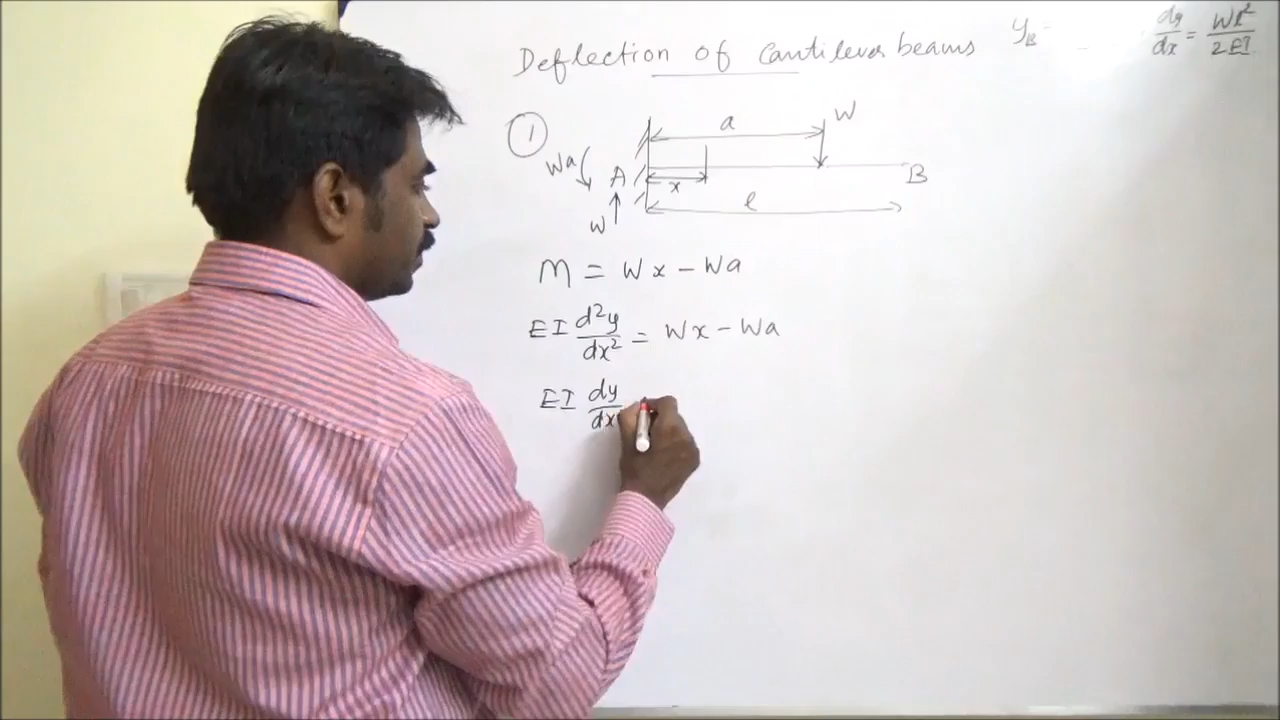 Deflection of cantilever beams
y_B =
dy/dx = Wl²/2EI
1
a
W
Wa
A
x
B
W
l
M = Wx - Wa
EI d²y/dx² = Wx - Wa
EI dy/dx